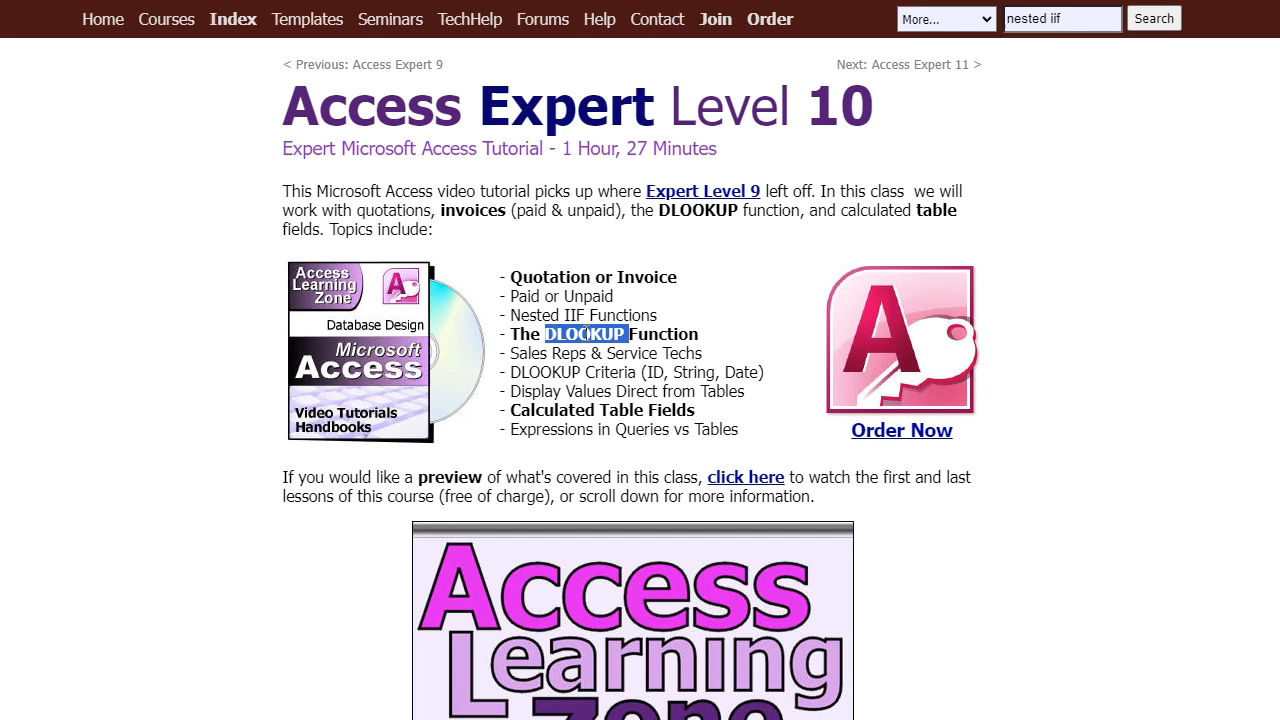 Home Courses Index Templates Seminars TechHelp Forums Help Contact Join Order More... nested iif Search
< Previous: Access Expert 9 Next: Access Expert 11 >
Access Expert Level 10
Expert Microsoft Access Tutorial - 1 Hour, 27 Minutes
This Microsoft Access video tutorial picks up where Expert Level 9 left off. In this class we will
work with quotations, invoices (paid & unpaid), the DLOOKUP function, and calculated table
fields. Topics include:
Access
Learning
Zone
A
Database Design
Microsoft
Access
Video Tutorials
Handbooks
- Quotation or Invoice
- Paid or Unpaid
- Nested IIF Functions
- The DLOOKUP Function
- Sales Reps & Service Techs
- DLOOKUP Criteria (ID, String, Date)
- Display Values Direct from Tables
- Calculated Table Fields
- Expressions in Queries vs Tables
A
Order Now
If you would like a preview of what's covered in this class, click here to watch the first and last
lessons of this course (free of charge), or scroll down for more information.
Access
Learning
Zone